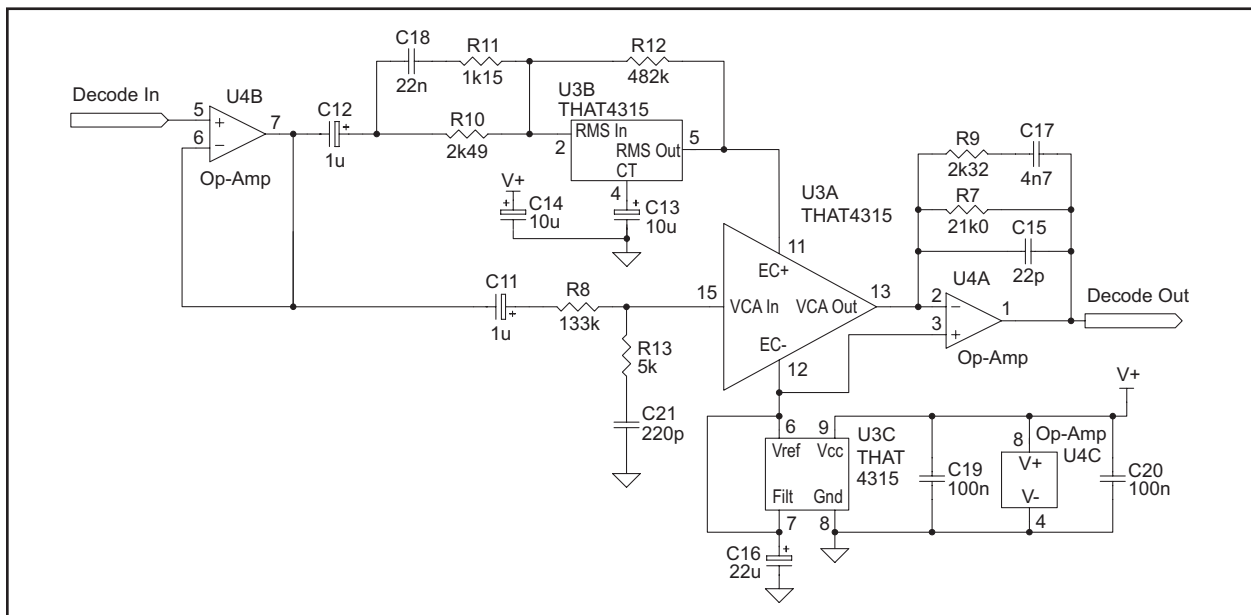 C18
22n
R11
1k15
R12
482k
Decode In
U4B
5
+
6
−
7
Op-Amp
C12
+
1u
R10
2k49
U3B
THAT4315
2
RMS In
RMS Out
5
CT
4
V+
+
C14
10u
+
C13
10u
C11
+
1u
R8
133k
R13
5k
C21
220p
U3A
THAT4315
11
EC+
15
VCA In
VCA Out
13
EC-
12
R9
2k32
C17
4n7
R7
21k0
C15
22p
U4A
2
−
3
+
1
Op-Amp
Decode Out
V+
6
9
Vref
Vcc
Filt
Gnd
7
8
U3C
THAT
4315
C16
+
22u
C19
100n
8
Op-Amp
U4C
V+
V-
4
C20
100n